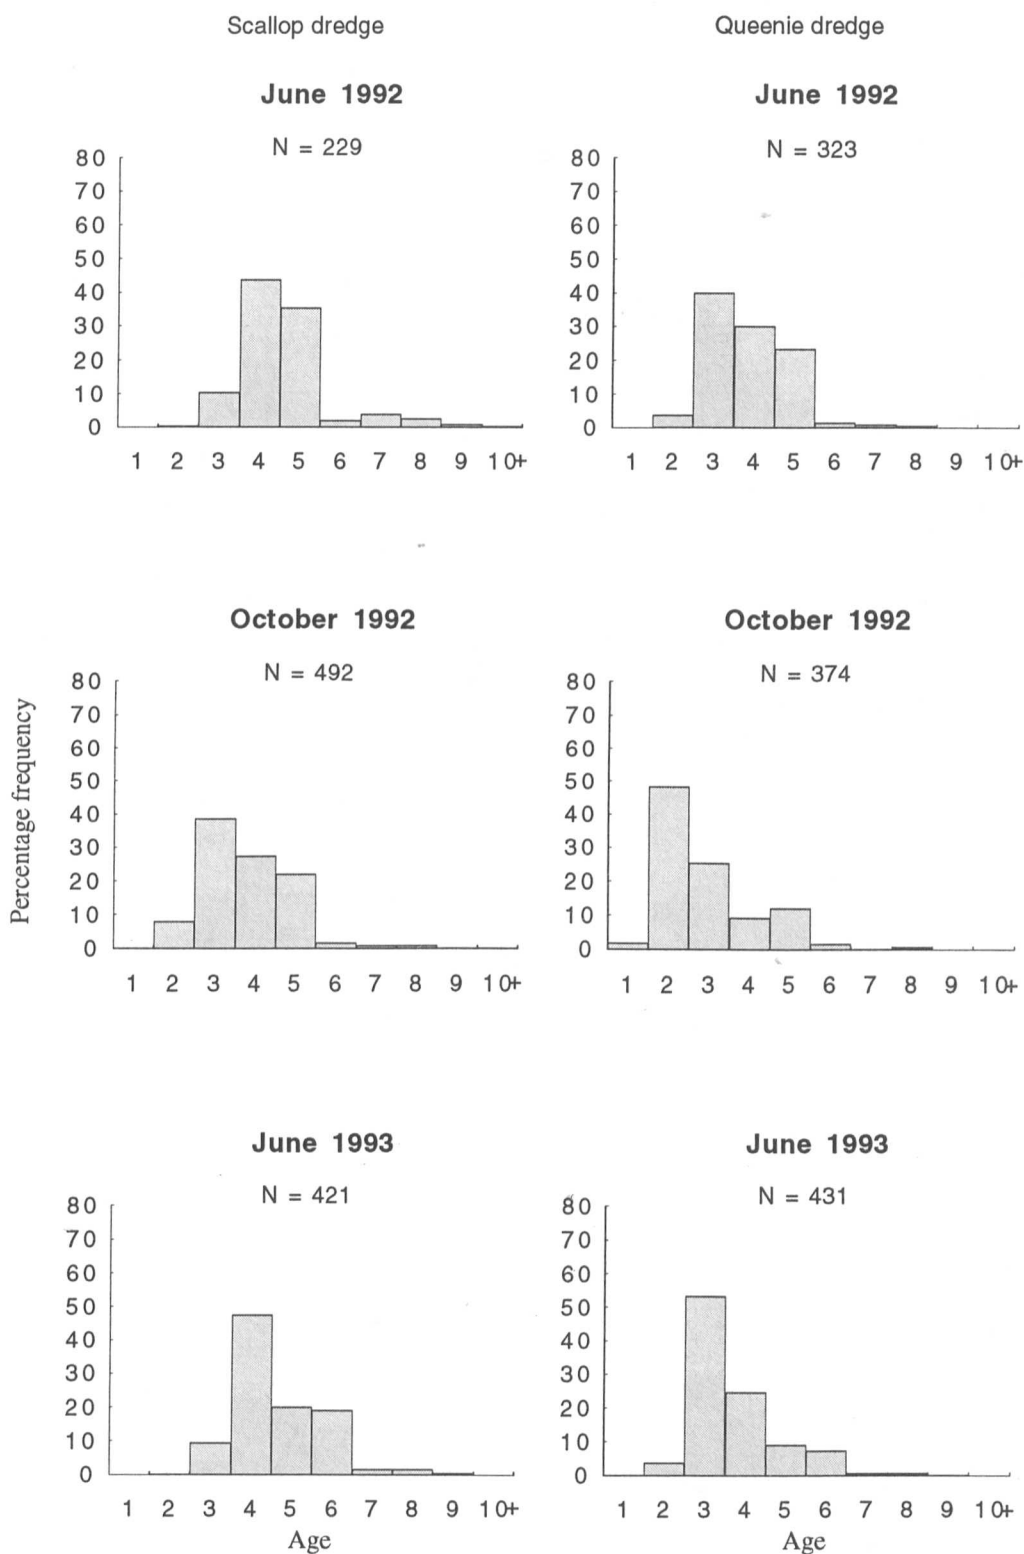 Scallop dredge
Queenie dredge
June 1992
N = 229
80
70
60
50
40
30
20
10
0
1 2 3 4 5 6 7 8 9 10+
June 1992
N = 323
80
70
60
50
40
30
20
10
0
1 2 3 4 5 6 7 8 9 10+
Percentage frequency
October 1992
N = 492
80
70
60
50
40
30
20
10
0
1 2 3 4 5 6 7 8 9 10+
October 1992
N = 374
80
70
60
50
40
30
20
10
0
1 2 3 4 5 6 7 8 9 10+
June 1993
N = 421
80
70
60
50
40
30
20
10
0
1 2 3 4 5 6 7 8 9 10+
Age
June 1993
N = 431
80
70
60
50
40
30
20
10
0
1 2 3 4 5 6 7 8 9 10+
Age